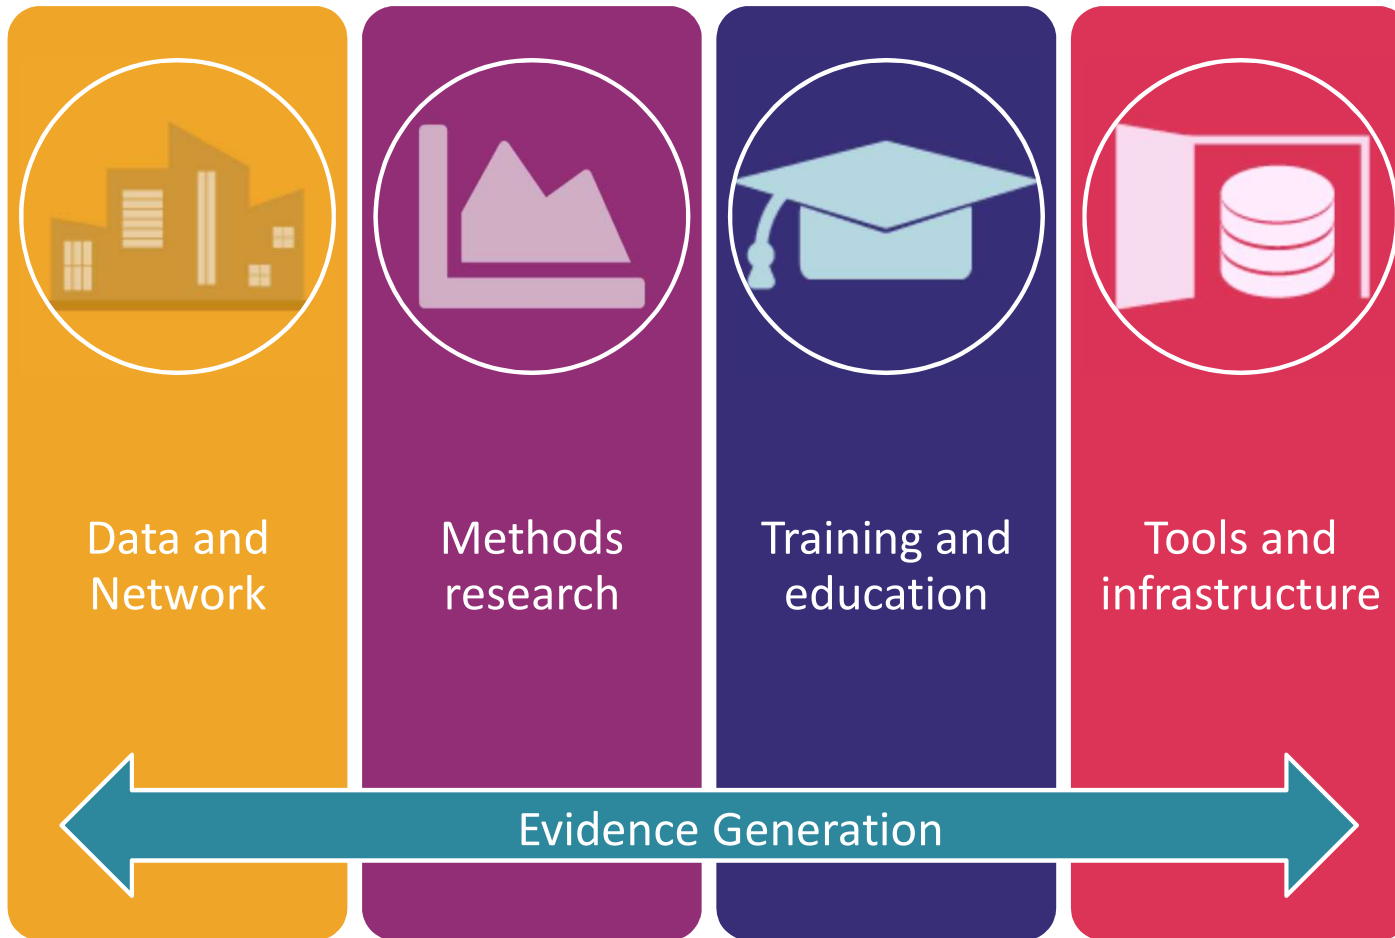 Data and
Network
Methods
research
Training and
education
Tools and
infrastructure
Evidence Generation